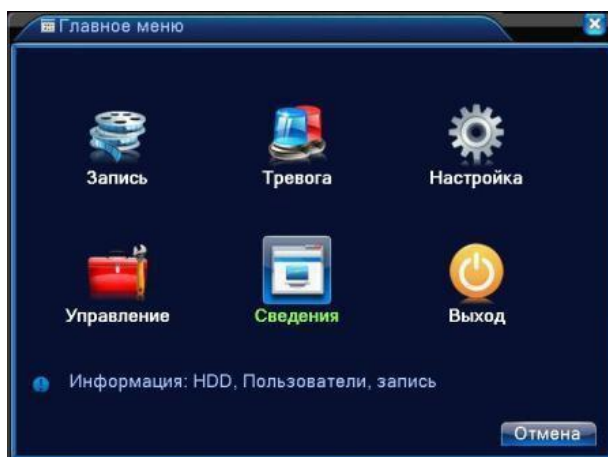 Главное меню
Запись Тревога Настройка
Управление Сведения Выход
Информация: HDD, Пользователи, запись
Отмена